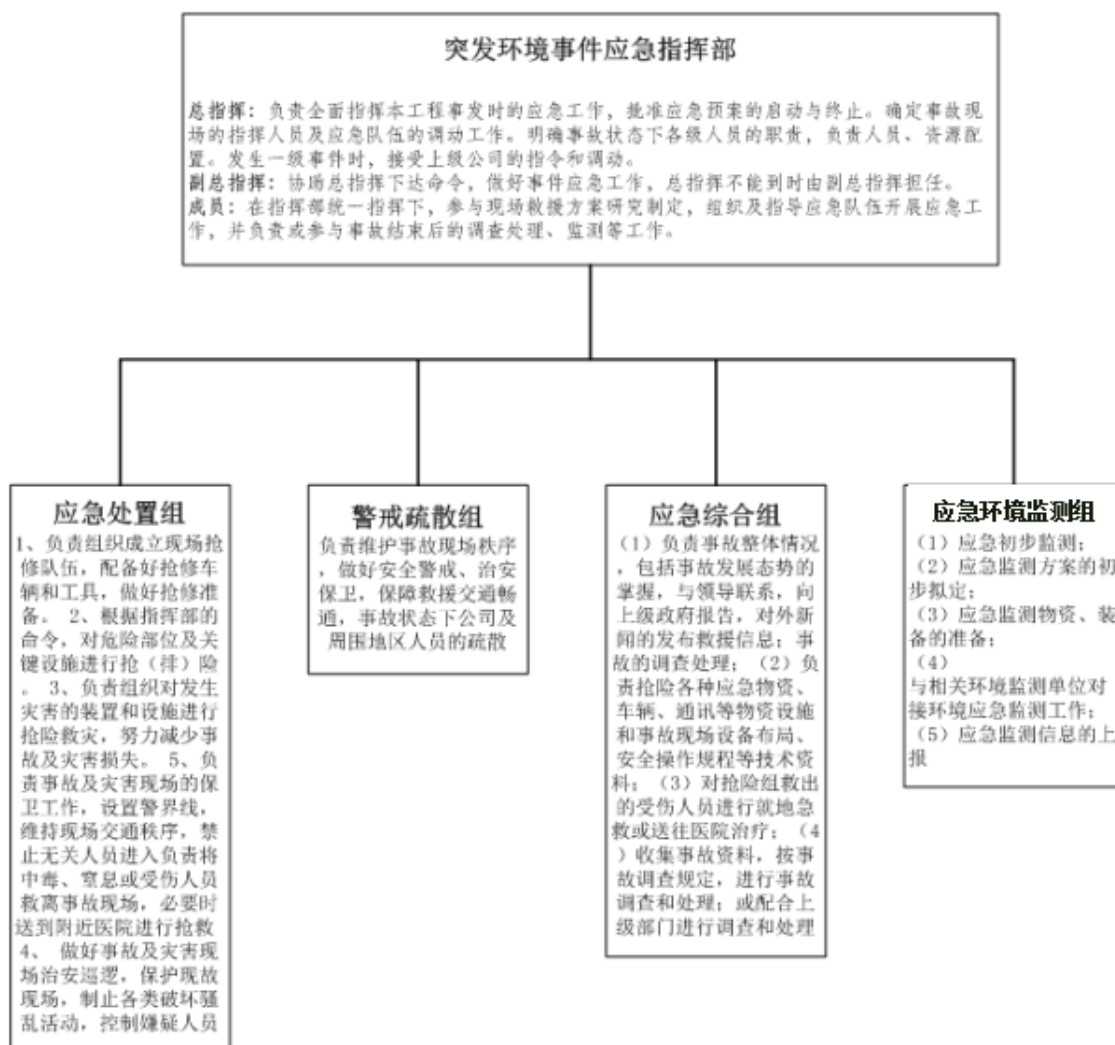 突发环境事件应急指挥部
总指挥：负责全面指挥本工程事发时的应急工作，批准应急预案的启动与终止。确定事故现
场的指挥人员及应急队伍的调动工作。明确事故状态下各级人员的职责，负责人员、资源配
置。发生一级事件时，接受上级公司的指令和调动。
副总指挥：协助总指挥下达命令，做好事件应急工作，总指挥不能到时由副总指挥担任。
成员：在指挥部统一指挥下，参与现场救援方案研究制定，组织及指导应急队伍开展应急工
作，并负责或参与事故结束后的调查处理、监测等工作。
应急处置组
1、负责组织成立现场抢
修队伍，配备好抢修车
辆和工具，做好抢修准
备。 2、根据指挥部的
命令，对危险部位及关
键设施进行抢（排）险
。 3、负责组织对发生
灾害的装置和设施进行
抢险救灾，努力减少事
故及灾害损失。 5、负
责事故及灾害现场的保
卫工作，设置警界线，
维持现场交通秩序，禁
止无关人员进入负责将
中毒、窒息或受伤人员
救离事故现场，必要时
送到附近医院进行抢救
4、 做好事故及灾害现
场治安巡逻，保护现故
现场，制止各类破坏骚
乱活动，控制嫌疑人员
警戒疏散组
负责维护事故现场秩序
，做好安全警戒、治安
保卫，保障救援交通畅
通，事故状态下公司及
周围地区人员的疏散
应急综合组
（1）负责事故整体情况
，包括事故发展态势的
掌握，与领导联系，向
上级政府报告，对外新
闻的发布救援信息；事
故的调查处理；（2）负
责抢险各种应急物资、
车辆、通讯等物资设施
和事故现场设备布局、
安全操作规程等技术资
料；（3）对抢险组救出
的受伤人员进行就地急
救或送往医院治疗；（4
）收集事故资料，按事
故调查规定，进行事故
调查和处理；或配合上
级部门进行调查和处理
应急环境监测组
（1）应急初步监测；
（2）应急监测方案的初
步拟定；
（3）应急监测物资、装
备的准备；
（4）
与相关环境监测单位对
接环境应急监测工作；
（5）应急监测信息的上
报